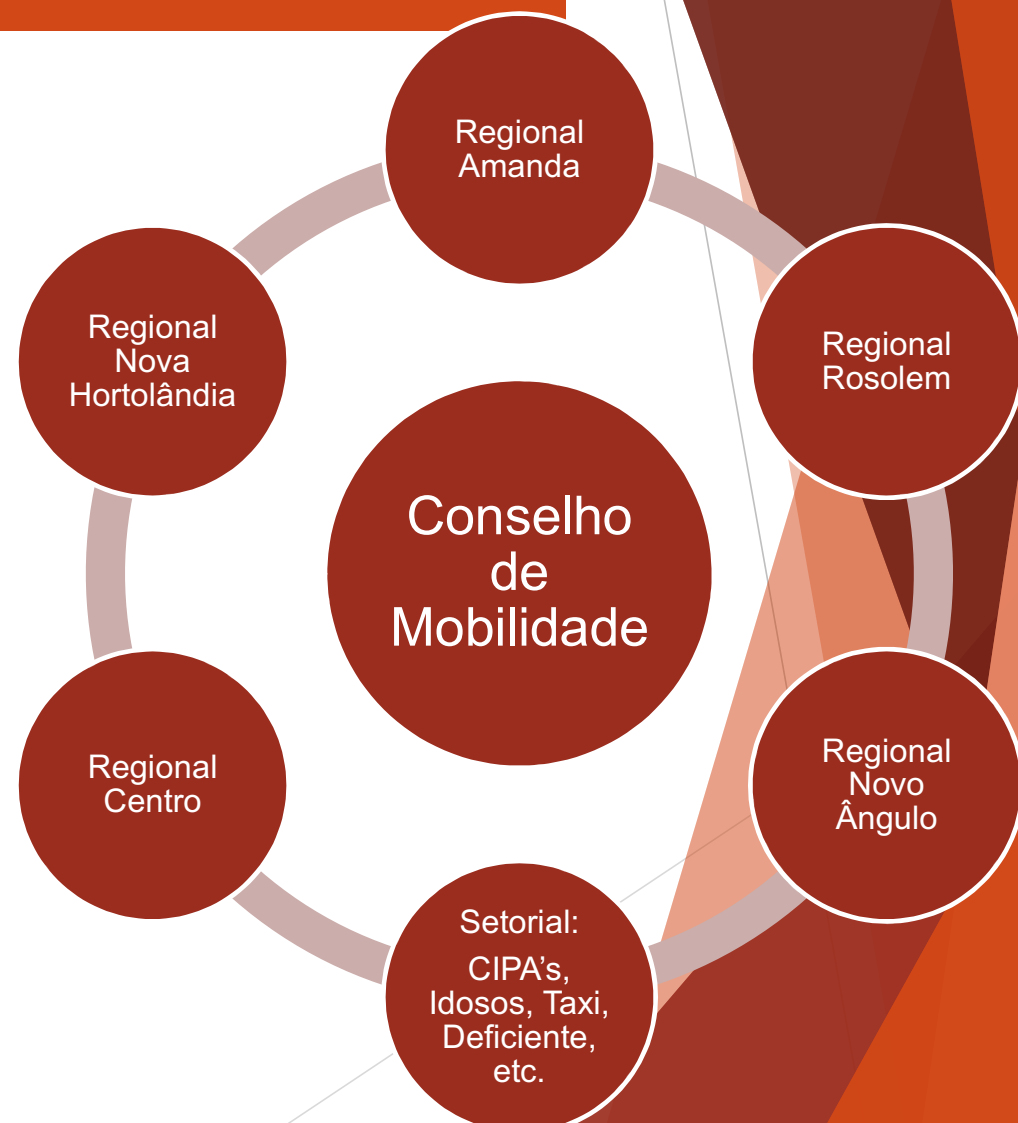 Regional
Amanda
Regional
Rosolem
Regional
Novo
Ângulo
Setorial:
CIPA’s,
Idosos, Taxi,
Deficiente,
etc.
Regional
Centro
Regional
Nova
Hortolândia
Conselho
de
Mobilidade